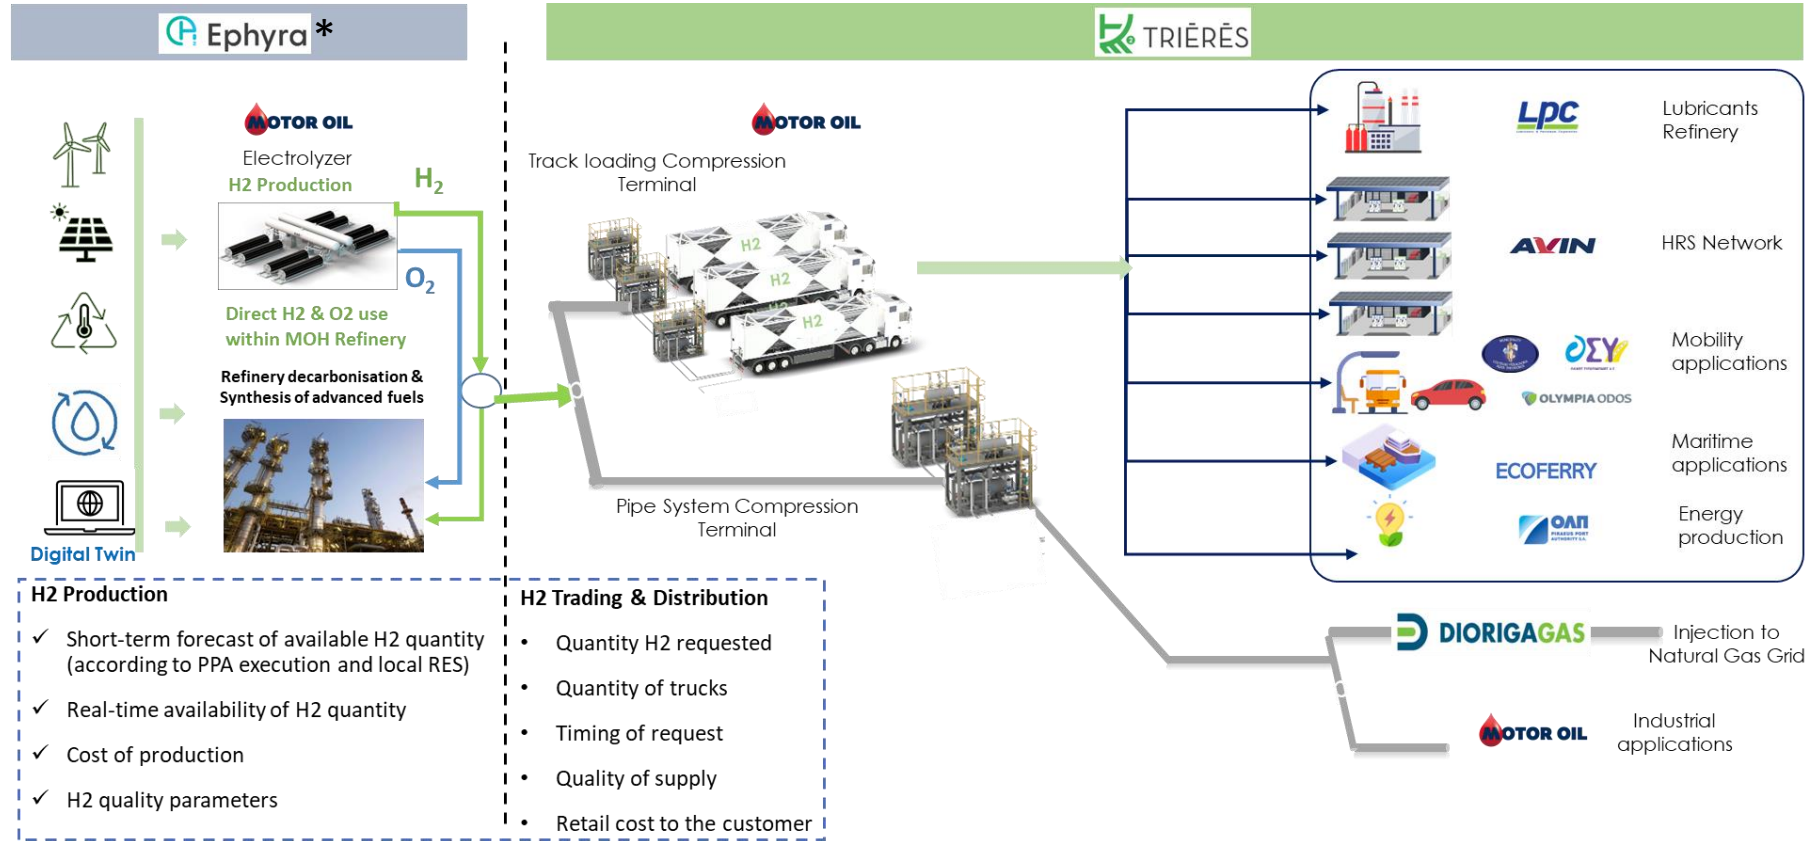 Ephyra *
TRIĒRĒS
MOTOR OIL
Electrolyzer
H2 Production
H2
O2
Direct H2 & O2 use
within MOH Refinery
Refinery decarbonisation &
Synthesis of advanced fuels
Digital Twin
MOTOR OIL
Track loading Compression
Terminal
H2
H2
H2
Pipe System Compression
Terminal
LPC
Lubricants
Refinery
AVIN
HRS Network
Mobility
applications
OLYMPIA ODOS
Maritime
applications
ECOFERRY
Energy
production
ΟΛΠ
PIRAEUS PORT
AUTHORITY S.A.
DIORIGAGAS
Injection to
Natural Gas Grid
MOTOR OIL
Industrial
applications
H2 Production
✓ Short-term forecast of available H2 quantity
(according to PPA execution and local RES)
✓ Real-time availability of H2 quantity
✓ Cost of production
✓ H2 quality parameters
H2 Trading & Distribution
• Quantity H2 requested
• Quantity of trucks
• Timing of request
• Quality of supply
• Retail cost to the customer